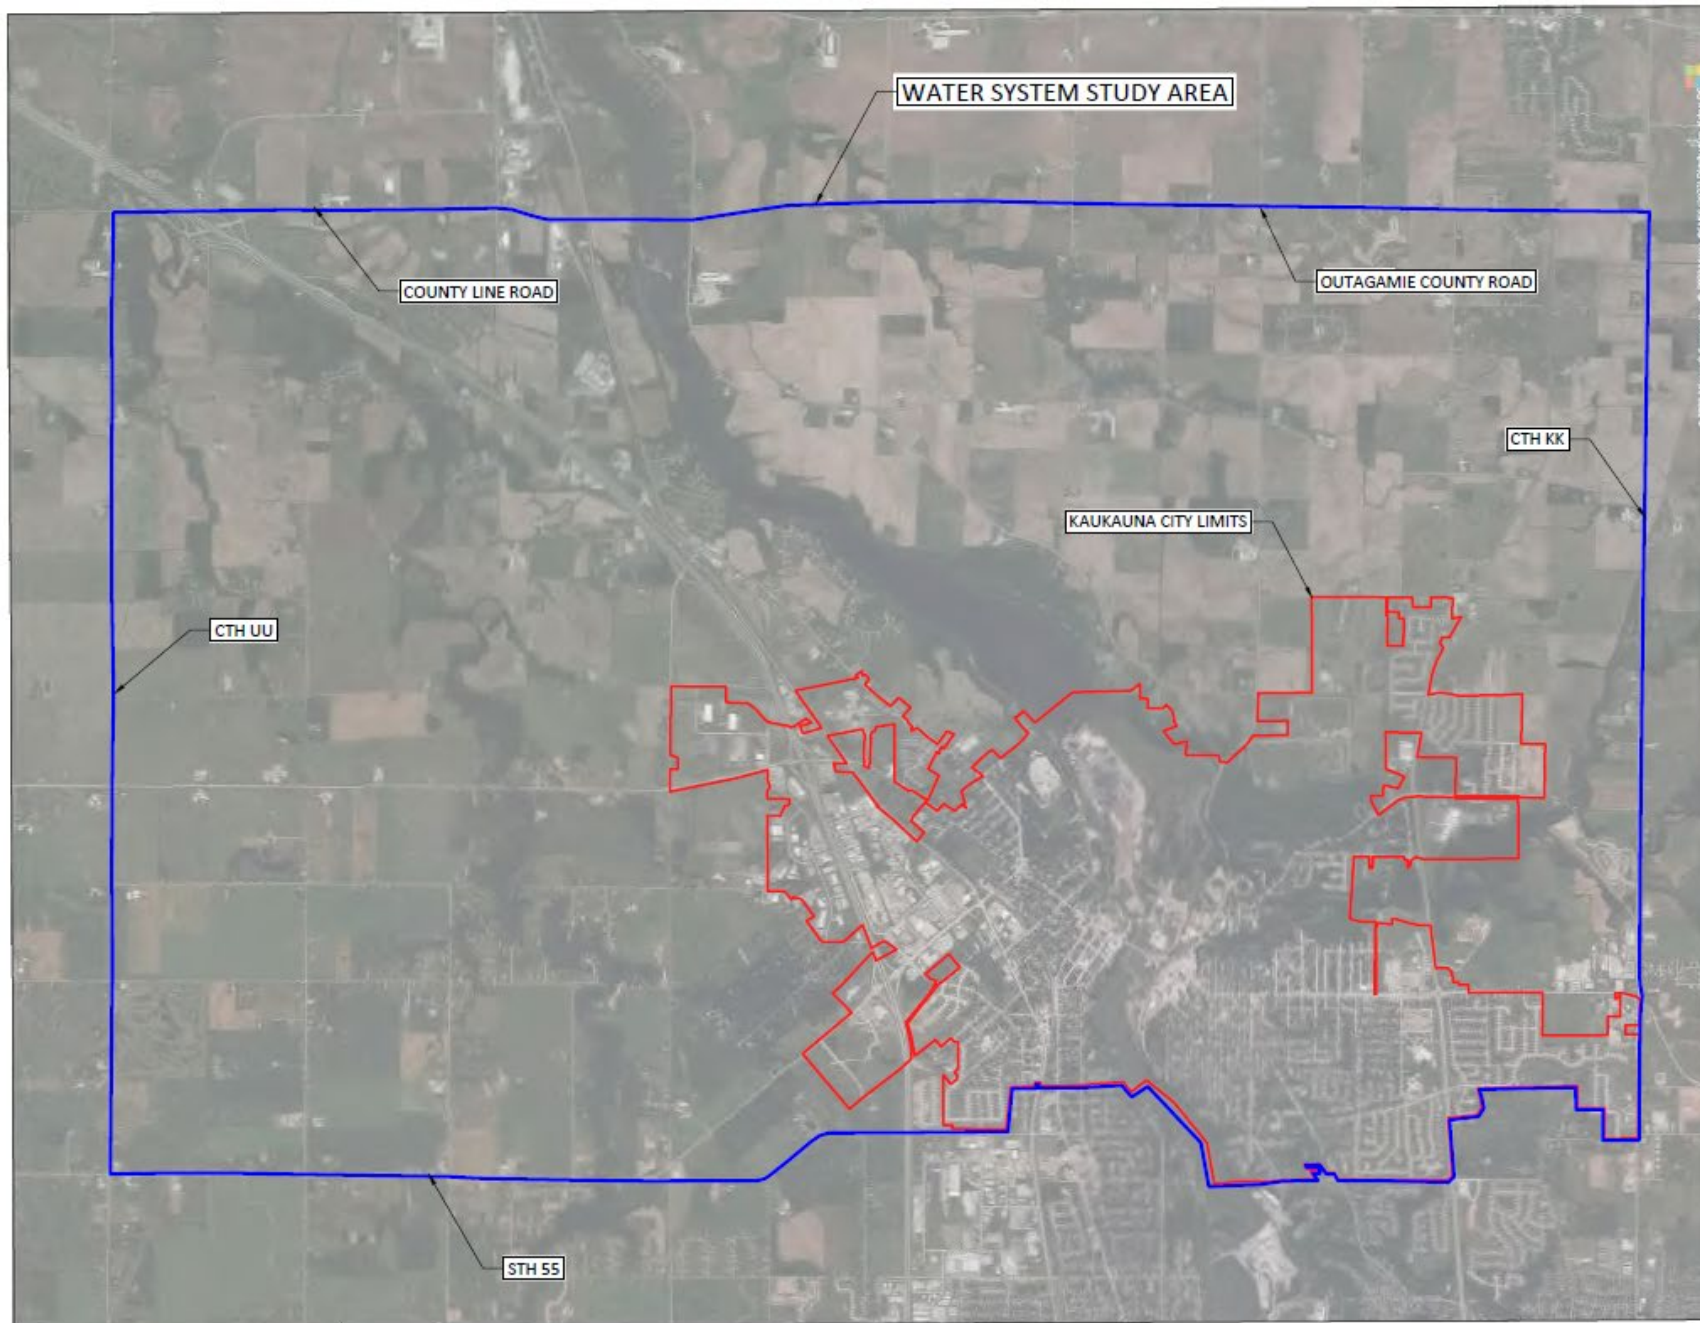 WATER SYSTEM STUDY AREA
COUNTY LINE ROAD
OUTAGAMIE COUNTY ROAD
CTH KK
KAUKAUNA CITY LIMITS
CTH UU
STH 55